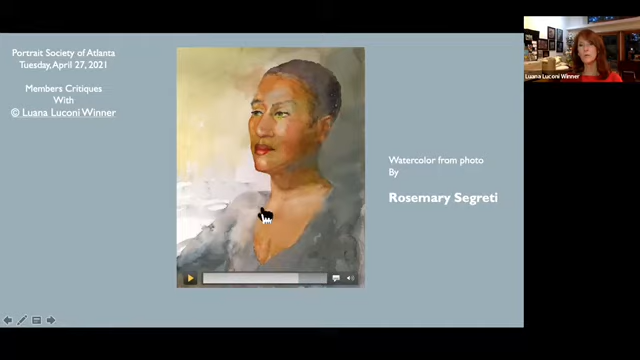 Portrait Society of Atlanta
Tuesday, April 27, 2021
Members Critiques
With
© Luana Luconi Winner
Watercolor from photo
By
Rosemary Segreti
Luana Luconi Winner